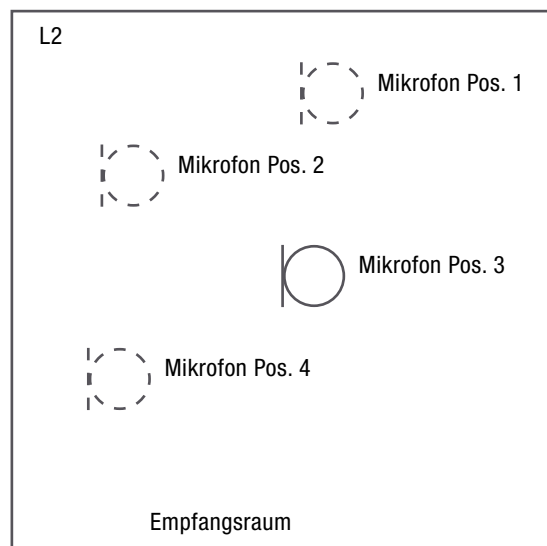 L2
Mikrofon Pos. 1
Mikrofon Pos. 2
Mikrofon Pos. 3
Mikrofon Pos. 4
Empfangsraum